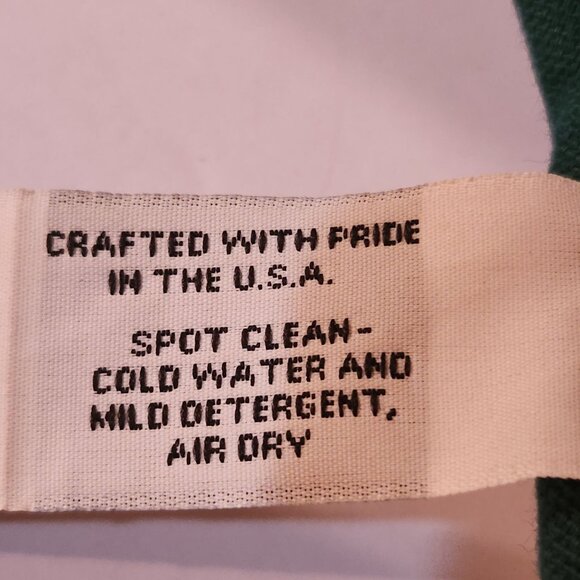 CRAFTED WITH PRIDE
IN THE U.S.A.
SPOT CLEAN-
COLD WATER AND
MILD DETERGENT,
AIR DRY